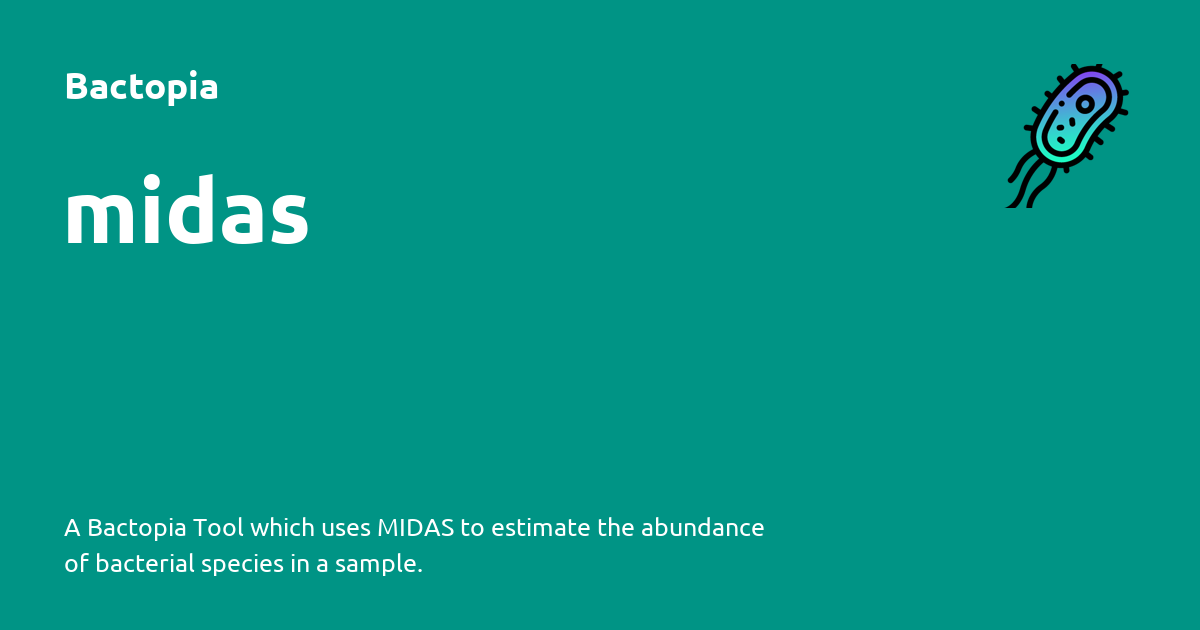 Bactopia
midas
A Bactopia Tool which uses MIDAS to estimate the abundance
of bacterial species in a sample.